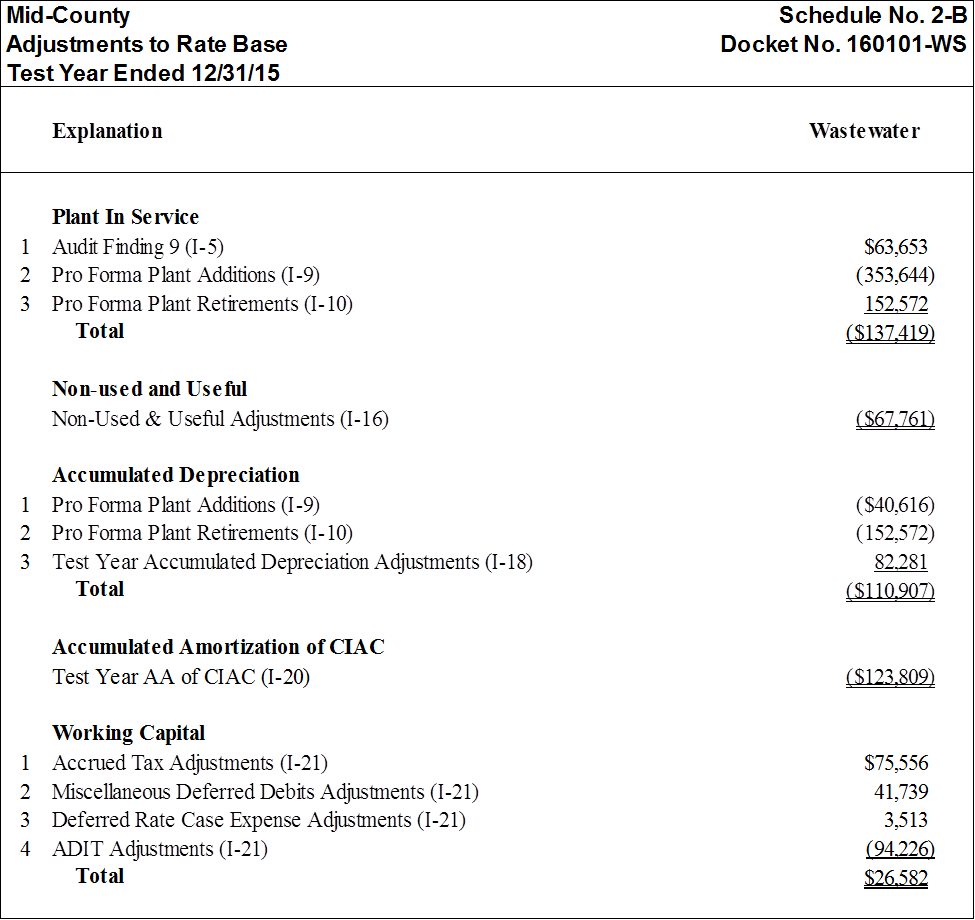 Mid-County Schedule No. 2-B
Adjustments to Rate Base Docket No. 160101-WS
Test Year Ended 12/31/15
Explanation Wastewater
Plant In Service
1 Audit Finding 9 (I-5) $63,653
2 Pro Forma Plant Additions (I-9) (353,644)
3 Pro Forma Plant Retirements (I-10) 152,572
Total ($137,419)
Non-used and Useful
Non-Used & Useful Adjustments (I-16) ($67,761)
Accumulated Depreciation
1 Pro Forma Plant Additions (I-9) ($40,616)
2 Pro Forma Plant Retirements (I-10) (152,572)
3 Test Year Accumulated Depreciation Adjustments (I-18) 82,281
Total ($110,907)
Accumulated Amortization of CIAC
Test Year AA of CIAC (I-20) ($123,809)
Working Capital
1 Accrued Tax Adjustments (I-21) $75,556
2 Miscellaneous Deferred Debits Adjustments (I-21) 41,739
3 Deferred Rate Case Expense Adjustments (I-21) 3,513
4 ADIT Adjustments (I-21) (94,226)
Total $26,582